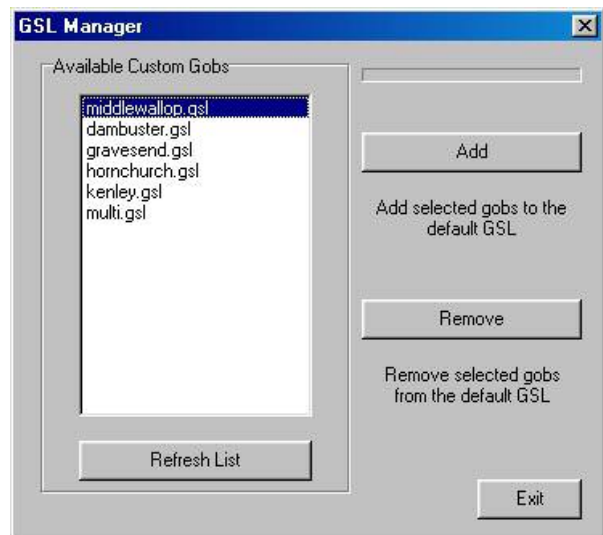 GSL Manager
Available Custom Gobs
middlewallop.gsl
dambuster.gsl
gravesend.gsl
hornchurch.gsl
kenley.gsl
multi.gsl
Refresh List
Add
Add selected gobs to the
default GSL
Remove
Remove selected gobs
from the default GSL
Exit